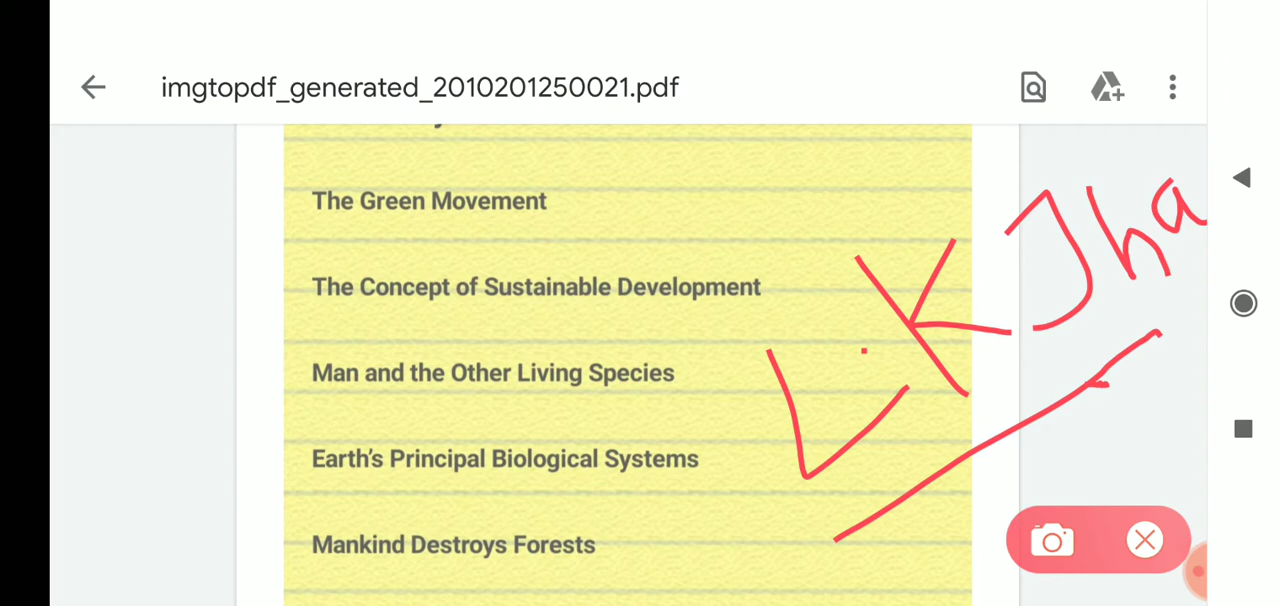 imgtopdf_generated_2010201250021.pdf
The Green Movement
The Concept of Sustainable Development
Man and the Other Living Species
Earth's Principal Biological Systems
Mankind Destroys Forests
V.K Jha